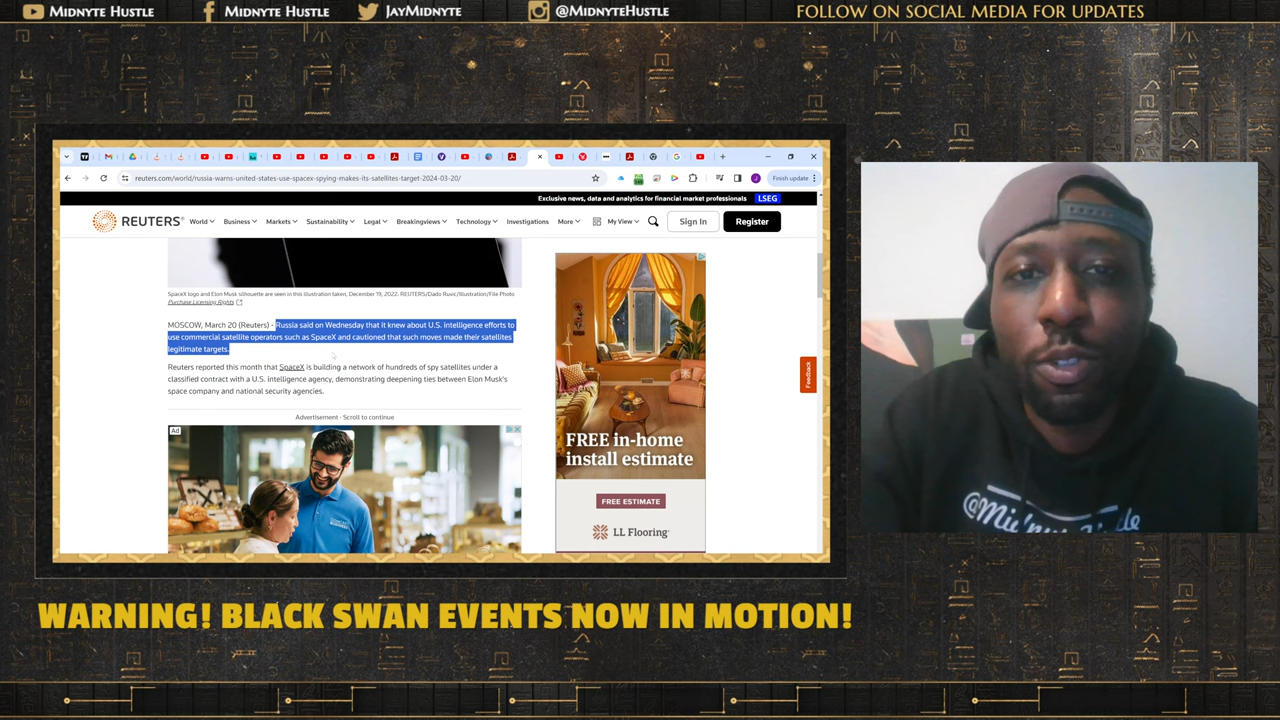 Midnyte Hustle
Midnyte Hustle
JayMidnyte
@MidnyteHustle
FOLLOW ON SOCIAL MEDIA FOR UPDATES
reuters.com/world/russia-warns-united-states-use-spacex-spying-makes-its-satellites-target-2024-03-20/
Finish update
Exclusive news, data and analytics for financial market professionals LSEG
REUTERS® World Business Markets Sustainability Legal Breakingviews Technology Investigations More My View Sign In Register
SpaceX logo and Elon Musk silhouette are seen in this illustration taken, December 19, 2022. REUTERS/Dado Ruvic/Illustration/File Photo
Purchase Licensing Rights
MOSCOW, March 20 (Reuters) - Russia said on Wednesday that it knew about U.S. intelligence efforts to
use commercial satellite operators such as SpaceX and cautioned that such moves made their satellites
legitimate targets.
Reuters reported this month that SpaceX is building a network of hundreds of spy satellites under a
classified contract with a U.S. intelligence agency, demonstrating deepening ties between Elon Musk's
space company and national security agencies.
Advertisement · Scroll to continue
Ad
FREE in-home
install estimate
FREE ESTIMATE
LL Flooring
Feedback
WARNING! BLACK SWAN EVENTS NOW IN MOTION!